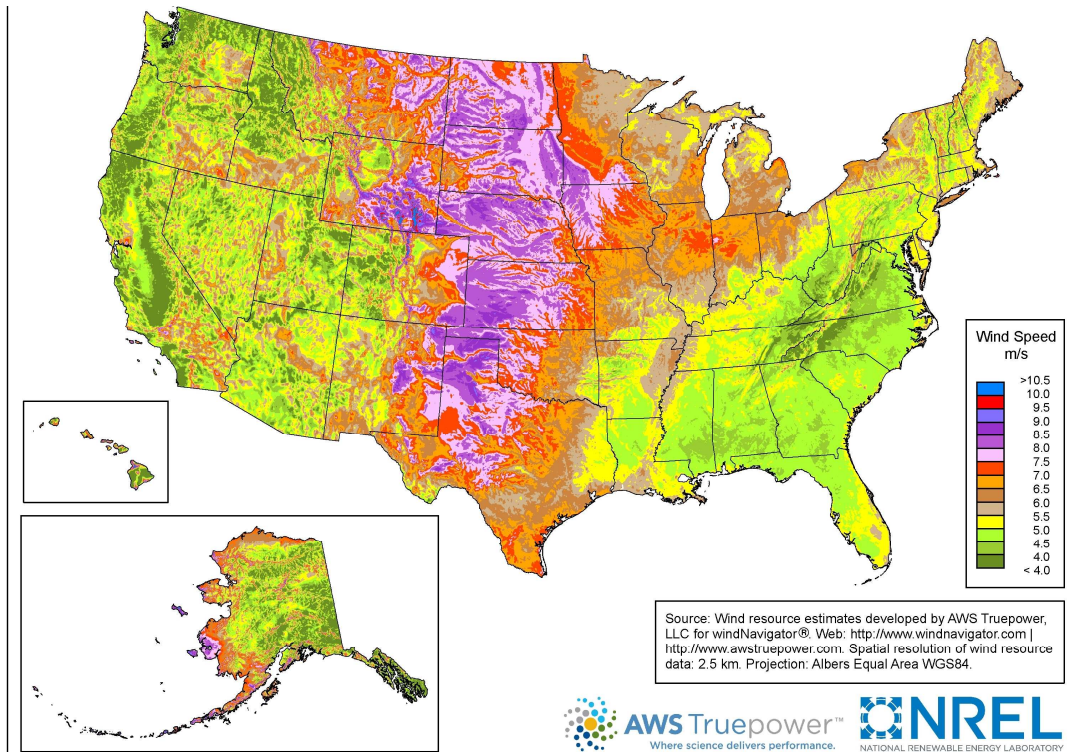 Wind Speed
m/s
>10.5
10.0
9.5
9.0
8.5
8.0
7.5
7.0
6.5
6.0
5.5
5.0
4.5
4.0
< 4.0
Source: Wind resource estimates developed by AWS Truepower,
LLC for windNavigator®. Web: http://www.windnavigator.com |
http://www.awstruepower.com. Spatial resolution of wind resource
data: 2.5 km. Projection: Albers Equal Area WGS84.
AWS Truepower™
Where science delivers performance.
NREL
NATIONAL RENEWABLE ENERGY LABORATORY